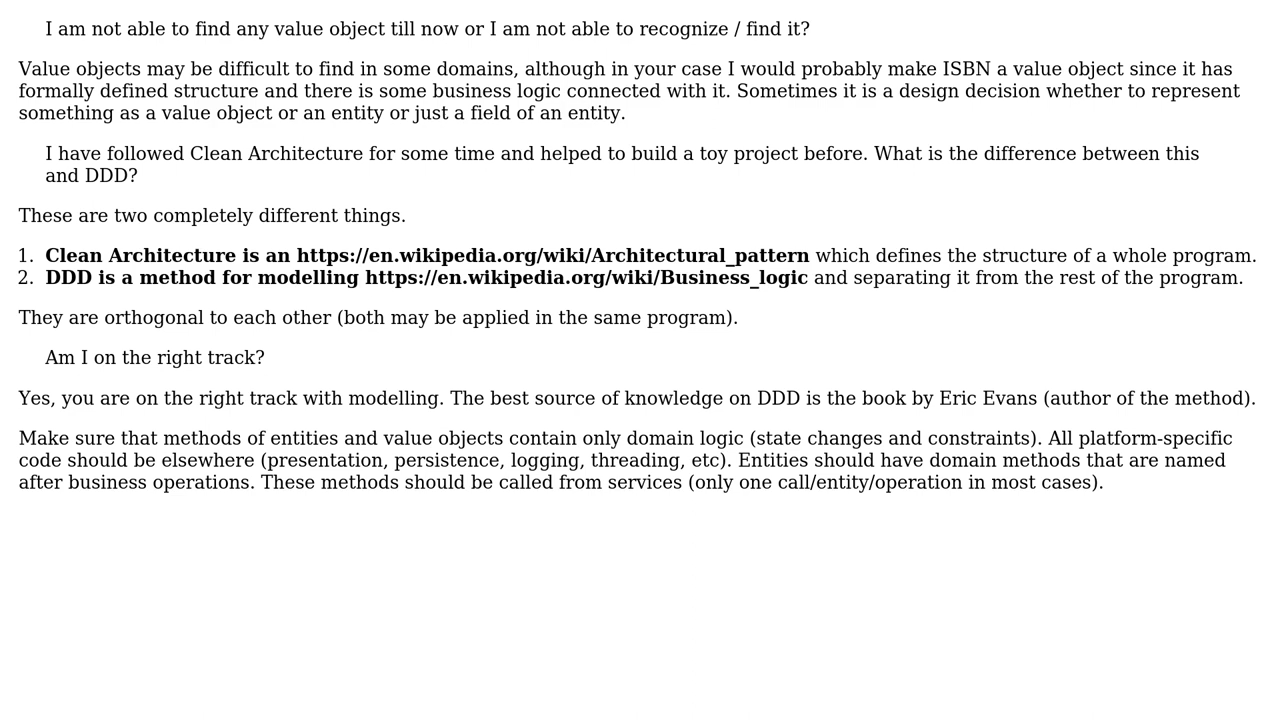 I am not able to find any value object till now or I am not able to recognize / find it?
Value objects may be difficult to find in some domains, although in your case I would probably make ISBN a value object since it has
formally defined structure and there is some business logic connected with it. Sometimes it is a design decision whether to represent
something as a value object or an entity or just a field of an entity.
I have followed Clean Architecture for some time and helped to build a toy project before. What is the difference between this
and DDD?
These are two completely different things.
1. Clean Architecture is an https://en.wikipedia.org/wiki/Architectural_pattern which defines the structure of a whole program.
2. DDD is a method for modelling https://en.wikipedia.org/wiki/Business_logic and separating it from the rest of the program.
They are orthogonal to each other (both may be applied in the same program).
Am I on the right track?
Yes, you are on the right track with modelling. The best source of knowledge on DDD is the book by Eric Evans (author of the method).
Make sure that methods of entities and value objects contain only domain logic (state changes and constraints). All platform-specific
code should be elsewhere (presentation, persistence, logging, threading, etc). Entities should have domain methods that are named
after business operations. These methods should be called from services (only one call/entity/operation in most cases).